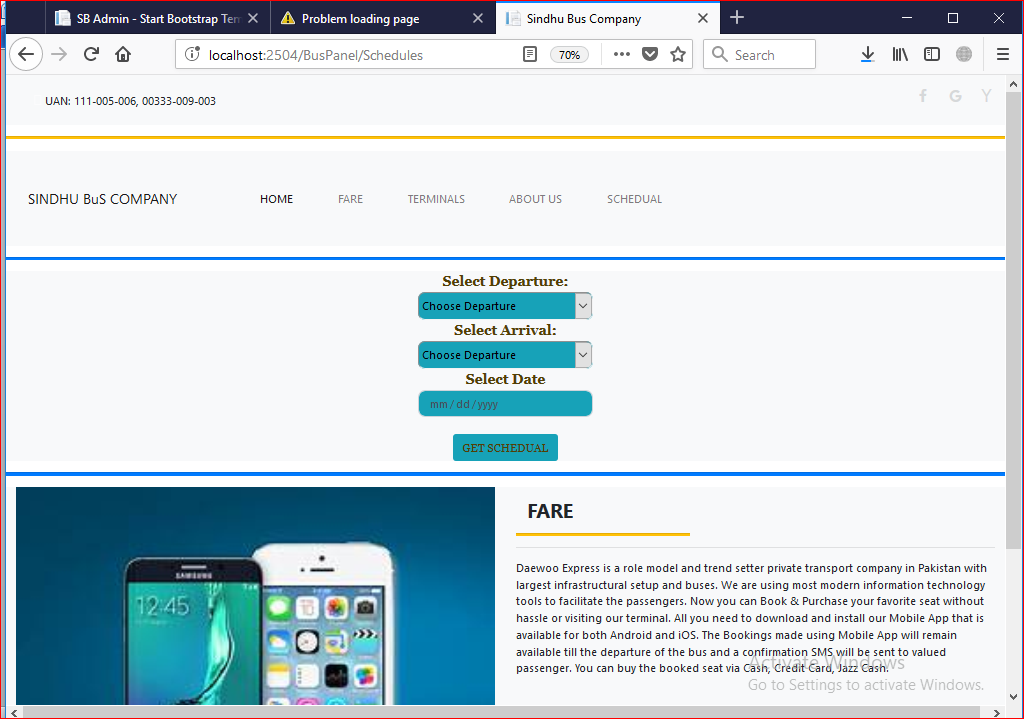 SB Admin - Start Bootstrap Tem
Problem loading page
Sindhu Bus Company
localhost:2504/BusPanel/Schedules
70%
Search
UAN: 111-005-006, 00333-009-003
f G Y
SINDHU BuS COMPANY
HOME
FARE
TERMINALS
ABOUT US
SCHEDUAL
Select Departure:
Choose Departure
Select Arrival:
Choose Departure
Select Date
mm / dd / yyyy
GET SCHEDUAL
SAMSUNG
12:45
FARE
Daewoo Express is a role model and trend setter private transport company in Pakistan with
largest infrastructural setup and buses. We are using most modern information technology
tools to facilitate the passengers. Now you can Book & Purchase your favorite seat without
hassle or visiting our terminal. All you need to download and install our Mobile App that is
available for both Android and iOS. The Bookings made using Mobile App will remain
available till the departure of the bus and a confirmation SMS will be sent to valued
passenger. You can buy the booked seat via Cash, Credit Card, Jazz Cash.
Activate Windows
Go to Settings to activate Windows.